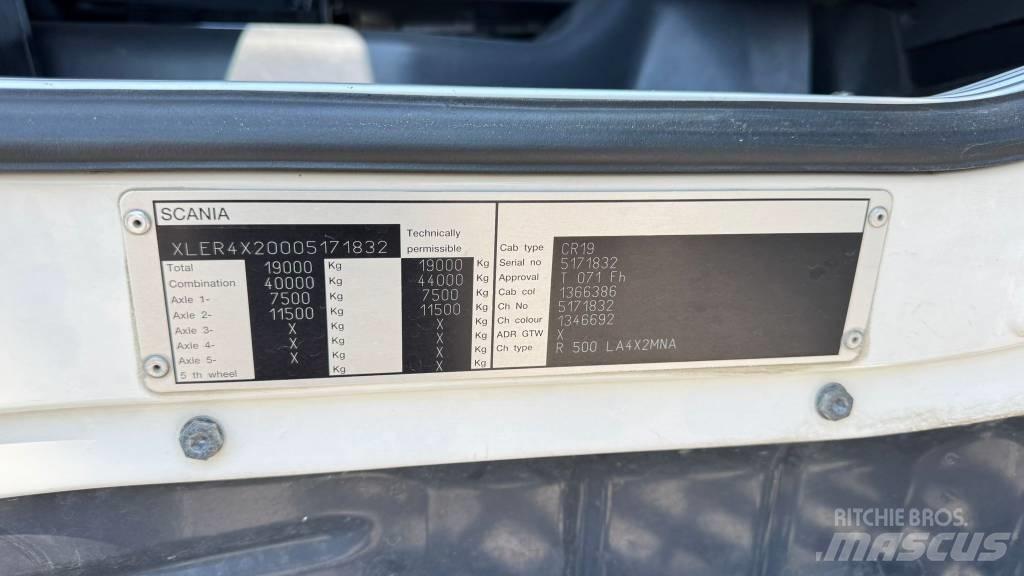 SCANIA
XLER4X20005171832
Technically permissible
Total 19000 Kg 19000 Kg
Combination 40000 Kg 44000 Kg
Axle 1- 7500 Kg 7500 Kg
Axle 2- 11500 Kg 11500 Kg
Axle 3- X Kg X Kg
Axle 4- X Kg X Kg
Axle 5- X Kg X Kg
5 th wheel Kg X Kg
Cab type CR19
Serial no 5171832
Approval T 071 Fh
Cab col 1366386
Ch No 5171832
Ch colour 1346692
ADR GTW X
Ch type R 500 LA4X2MNA
RITCHIE BROS.
MASCUS